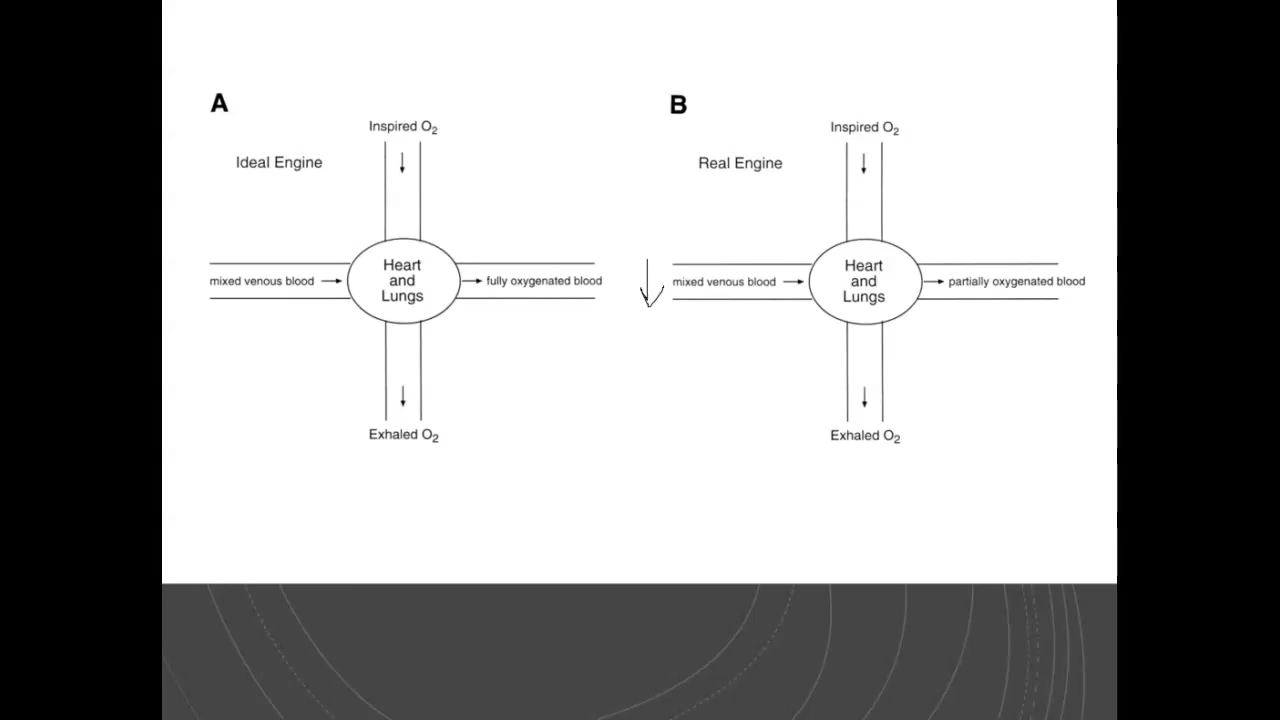 A
Inspired O₂
Ideal Engine
mixed venous blood
Heart
and
Lungs
fully oxygenated blood
Exhaled O₂
B
Inspired O₂
Real Engine
mixed venous blood
Heart
and
Lungs
partially oxygenated blood
Exhaled O₂